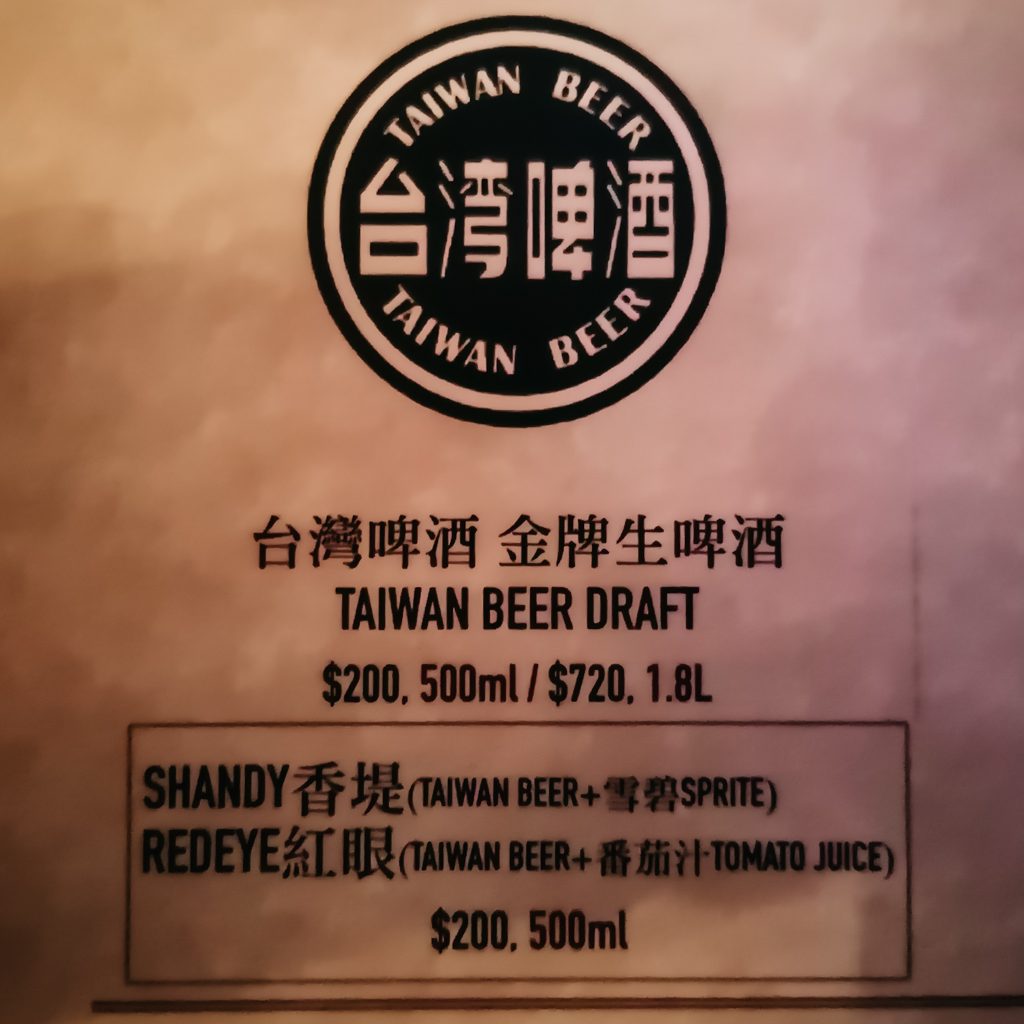 TAIWAN BEER
台湾啤酒
TAIWAN BEER
台灣啤酒 金牌生啤酒
TAIWAN BEER DRAFT
$200, 500ml / $720, 1.8L
SHANDY香堤(TAIWAN BEER+雪碧SPRITE)
REDEYE紅眼(TAIWAN BEER+番茄汁TOMATO JUICE)
$200, 500ml